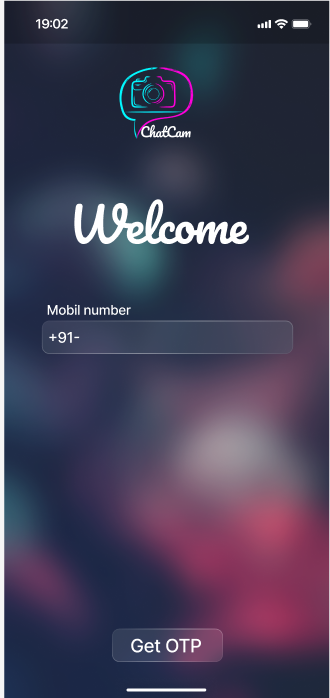 19:02
ChatCam
Welcome
Mobil number
+91-
Get OTP